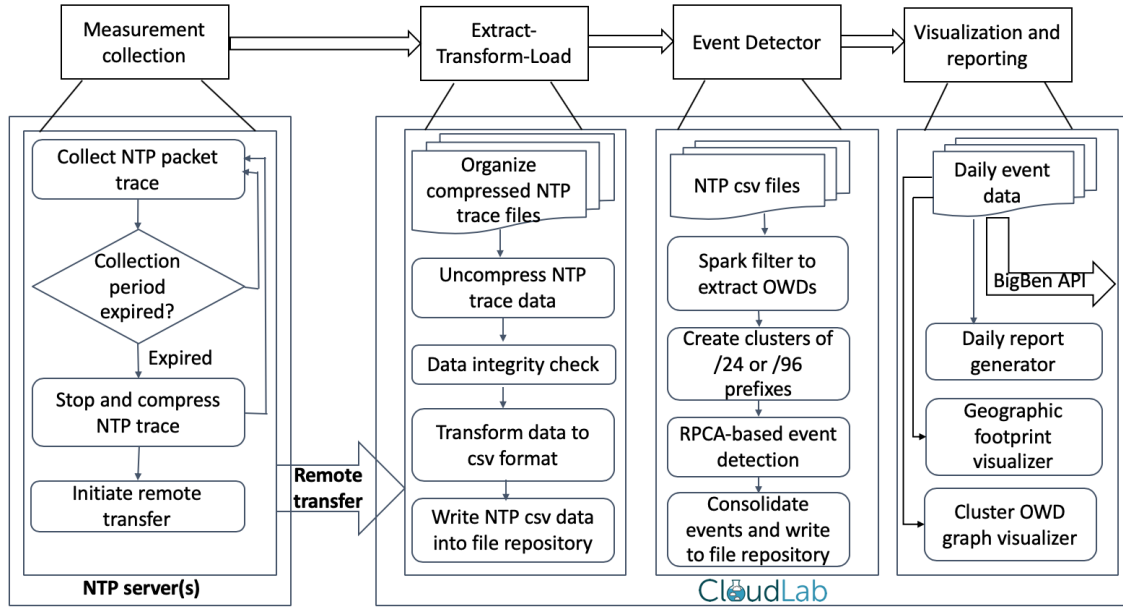 Measurement
collection
Extract-
Transform-Load
Event Detector
Visualization and
reporting
Collect NTP packet
trace
Collection
period
expired?
Expired
Stop and compress
NTP trace
Initiate remote
transfer
NTP server(s)
Remote
transfer
Organize
compressed NTP
trace files
Uncompress NTP
trace data
Data integrity check
Transform data to
csv format
Write NTP csv data
into file repository
NTP csv files
Spark filter to
extract OWDs
Create clusters of
/24 or /96
prefixes
RPCA-based event
detection
Consolidate
events and write
to file repository
Daily event
data
BigBen API
Daily report
generator
Geographic
footprint
visualizer
Cluster OWD
graph visualizer
CloudLab